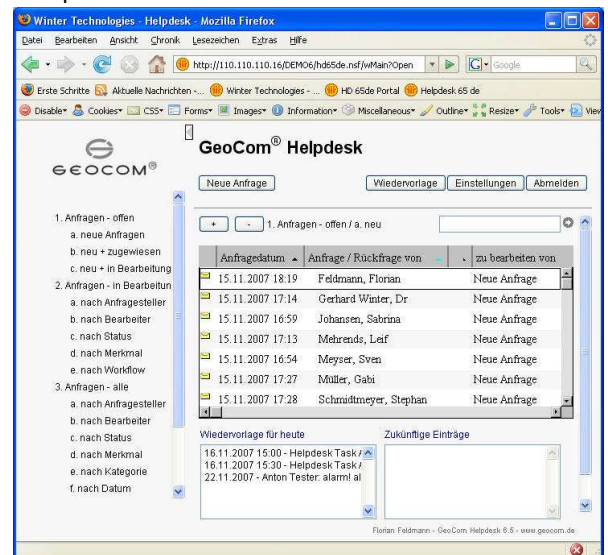 Winter Technologies - Helpdesk - Mozilla Firefox
Datei Bearbeiten Ansicht Chronik Lesezeichen Extras Hilfe
http://110.110.110.16/DEMO6/hd65de.nsf/wMain?Open Google
Erste Schritte Aktuelle Nachrichten -... Winter Technologies - ... HD 65de Portal Helpdesk 65 de
Disable Cookies CSS Forms Images Information Miscellaneous Outline Resize Tools View
GEOCOM®
GeoCom® Helpdesk
Neue Anfrage Wiedervorlage Einstellungen Abmelden
+ - 1. Anfragen - offen / a. neu
1. Anfragen - offen
a. neue Anfragen
b. neu + zugewiesen
c. neu + in Bearbeitung
2. Anfragen - in Bearbeitun
a. nach Anfragesteller
b. nach Bearbeiter
c. nach Status
d. nach Merkmal
e. nach Workflow
3. Anfragen - alle
a. nach Anfragesteller
b. nach Bearbeiter
c. nach Status
d. nach Merkmal
e. nach Kategorie
f. nach Datum
Anfragedatum Anfrage / Rückfrage von zu bearbeiten von
15.11.2007 18:19 Feldmann, Florian Neue Anfrage
15.11.2007 17:14 Gerhard Winter, Dr Neue Anfrage
15.11.2007 16:59 Johansen, Sabrina Neue Anfrage
15.11.2007 17:13 Mehrends, Leif Neue Anfrage
15.11.2007 16:54 Meyser, Sven Neue Anfrage
15.11.2007 17:27 Müller, Gabi Neue Anfrage
15.11.2007 17:28 Schmidtmeyer, Stephan Neue Anfrage
Wiedervorlage für heute Zukünftige Einträge
16.11.2007 15:00 - Helpdesk Task
16.11.2007 15:30 - Helpdesk Task
22.11.2007 - Anton Tester: alarm! al
Florian Feldmann - GeoCom Helpdesk 6.5 - www.geocom.de